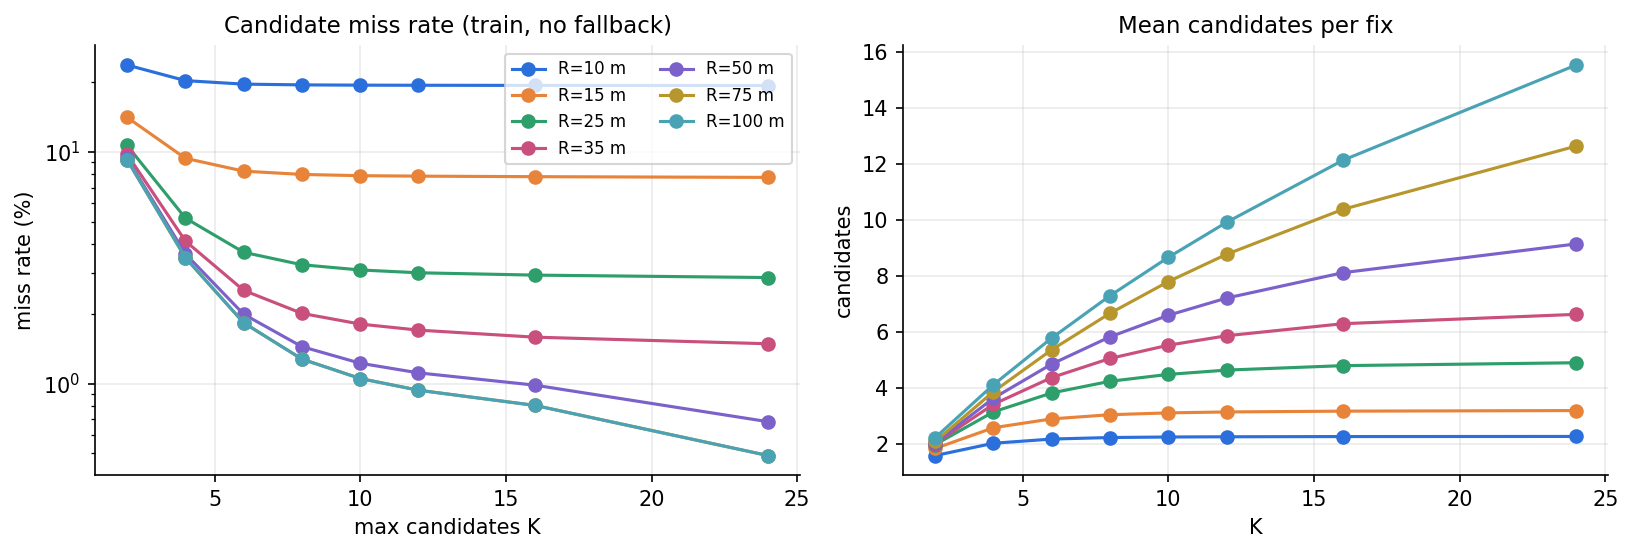 Candidate miss rate (train, no fallback)
miss rate (%)
10¹
10⁰
R=10 m
R=15 m
R=25 m
R=35 m
R=50 m
R=75 m
R=100 m
5 10 15 20 25
max candidates K
Mean candidates per fix
candidates
16
14
12
10
8
6
4
2
5 10 15 20 25
K